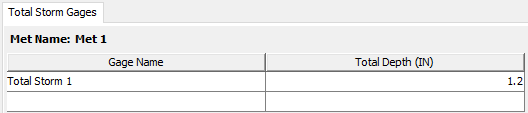 Total Storm Gages
Met Name: Met 1
Gage Name Total Depth (IN)
Total Storm 1 1.2